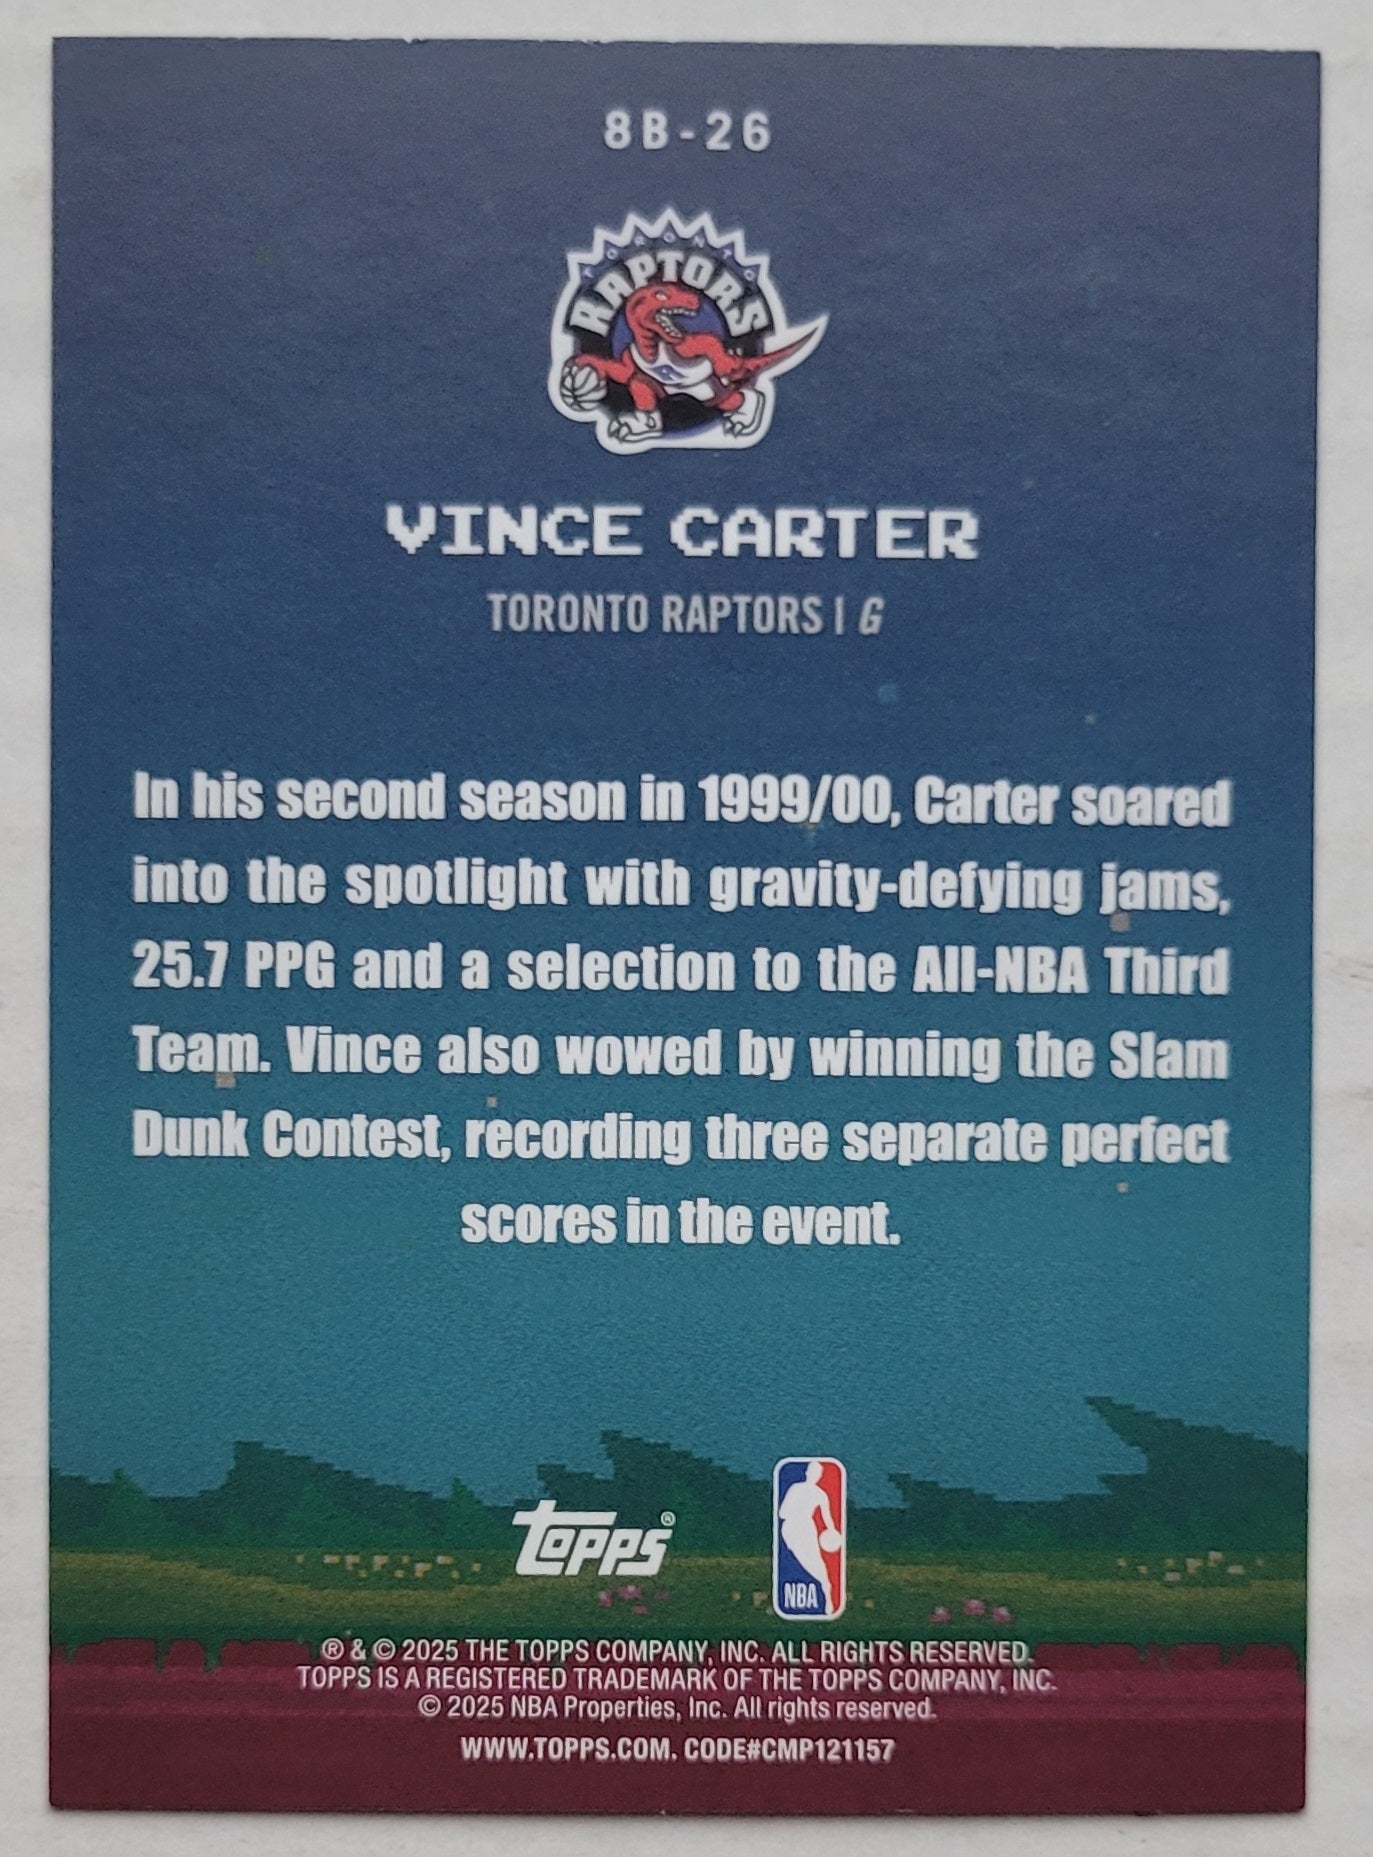 8B-26
TORONTO
RAPTORS
VINCE CARTER
TORONTO RAPTORS | G
In his second season in 1999/00, Carter soared
into the spotlight with gravity-defying jams,
25.7 PPG and a selection to the All-NBA Third
Team. Vince also wowed by winning the Slam
Dunk Contest, recording three separate perfect
scores in the event.
topps®
NBA
® & © 2025 THE TOPPS COMPANY, INC. ALL RIGHTS RESERVED.
TOPPS IS A REGISTERED TRADEMARK OF THE TOPPS COMPANY, INC.
© 2025 NBA Properties, Inc. All rights reserved.
WWW.TOPPS.COM. CODE#CMP121157